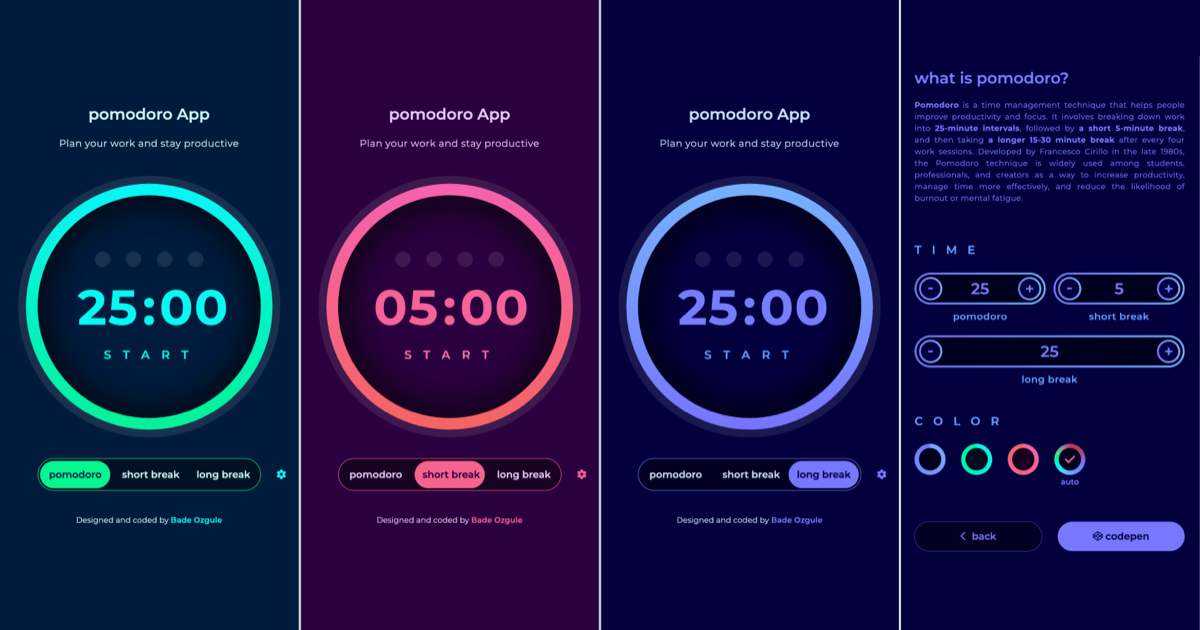 pomodoro App
Plan your work and stay productive
25:00
START
pomodoro short break long break
Designed and coded by Bade Ozgule
pomodoro App
Plan your work and stay productive
05:00
START
pomodoro short break long break
Designed and coded by Bade Ozgule
pomodoro App
Plan your work and stay productive
25:00
START
pomodoro short break long break
Designed and coded by Bade Ozgule
what is pomodoro?
Pomodoro is a time management technique that helps people
improve productivity and focus. It involves breaking down work
into 25-minute intervals, followed by a short 5-minute break,
and then taking a longer 15-30 minute break after every four
work sessions. Developed by Francesco Cirillo in the late 1980s,
the Pomodoro technique is widely used among students,
professionals, and creators as a way to increase productivity,
manage time more effectively, and reduce the likelihood of
burnout or mental fatigue.
TIME
- 25 + - 5 +
pomodoro short break
- 25 +
long break
COLOR
auto
back codepen